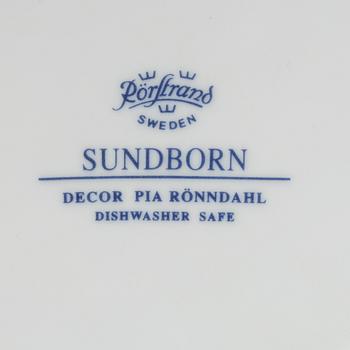 Rörstrand
SWEDEN
SUNDBORN
DECOR PIA RÖNNDAHL
DISHWASHER SAFE